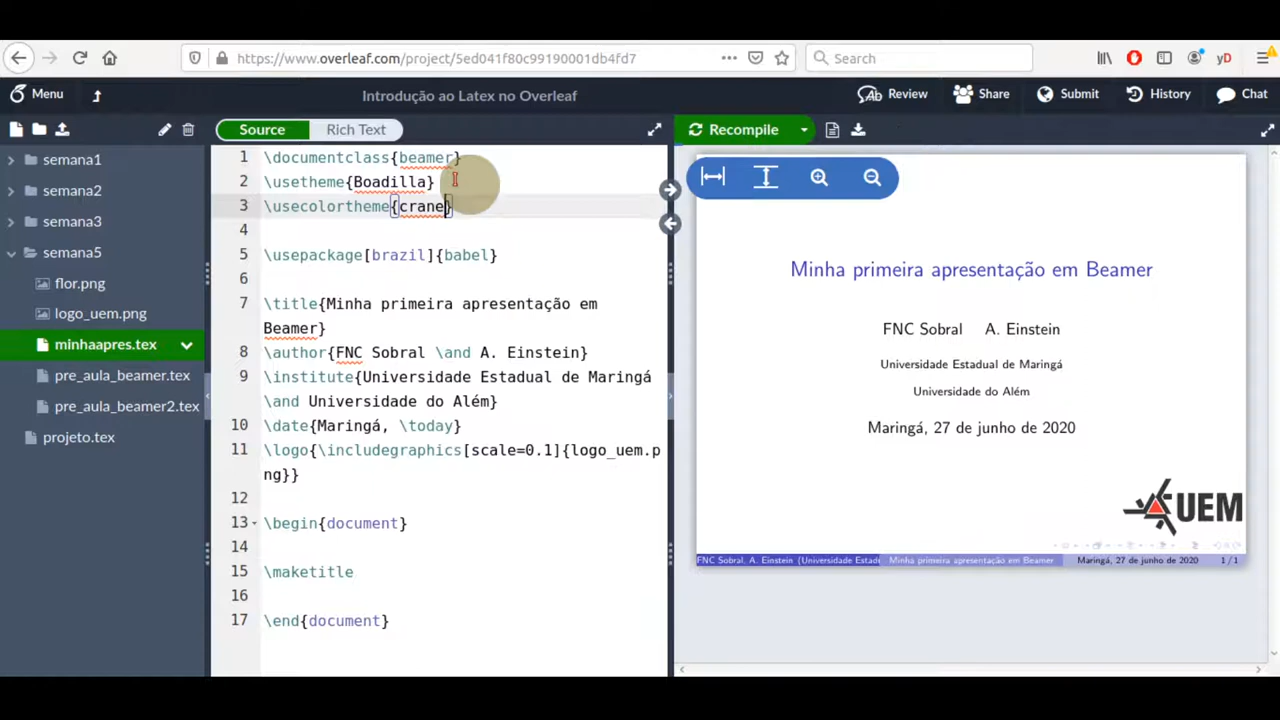 https://www.overleaf.com/project/5ed041f80c99190001db4fd7
Search
yD
Menu
Introdução ao Latex no Overleaf
Review
Share
Submit
History
Chat
Source
Rich Text
Recompile
semana1
semana2
semana3
semana5
flor.png
logo_uem.png
minhaapres.tex
pre_aula_beamer.tex
pre_aula_beamer2.tex
projeto.tex
1 \documentclass{beamer}
2 \usetheme{Boadilla}
3 \usecolortheme{crane}
4
5 \usepackage[brazil]{babel}
6
7 \title{Minha primeira apresentação em
Beamer}
8 \author{FNC Sobral \and A. Einstein}
9 \institute{Universidade Estadual de Maringá
\and Universidade do Além}
10 \date{Maringá, \today}
11 \logo{\includegraphics[scale=0.1]{logo_uem.p
ng}}
12
13 \begin{document}
14
15 \maketitle
16
17 \end{document}
Minha primeira apresentação em Beamer
FNC Sobral A. Einstein
Universidade Estadual de Maringá
Universidade do Além
Maringá, 27 de junho de 2020
UEM
FNC Sobral, A. Einstein (Universidade Estade Minha primeira apresentação em Beamer Maringá, 27 de junho de 2020 1 / 1